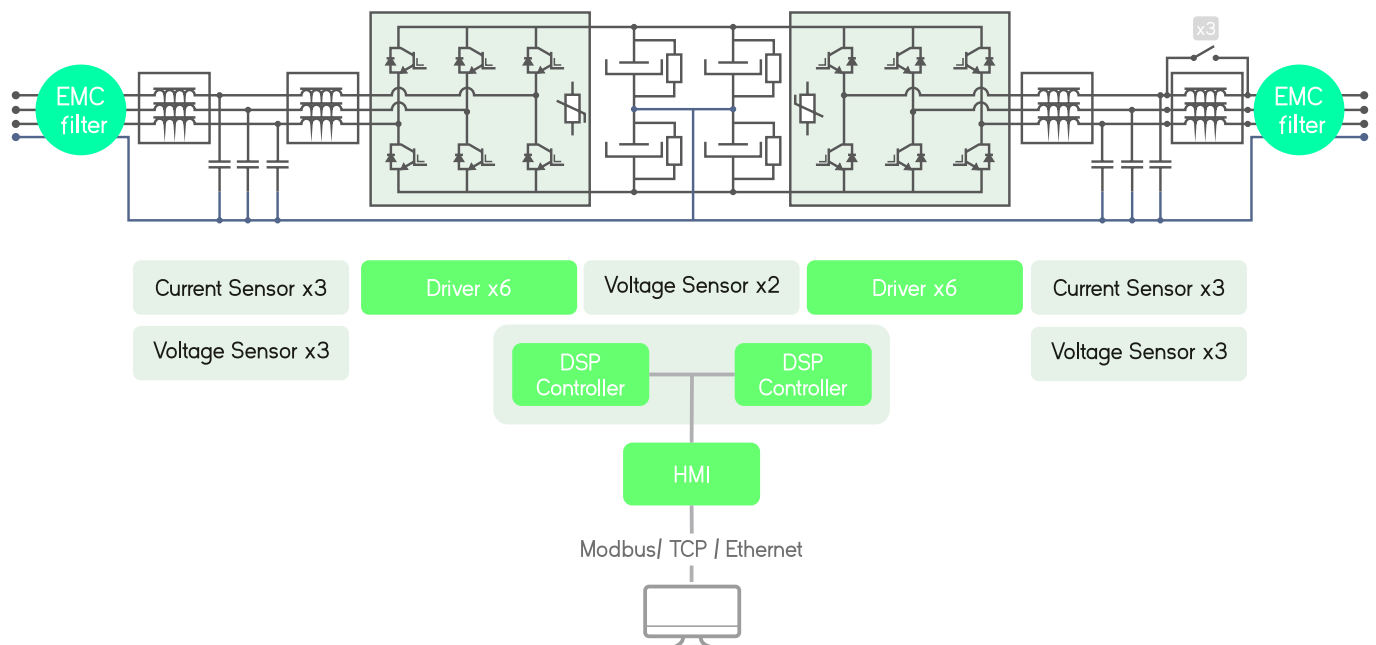 x3
EMC
filter
EMC
filter
Current Sensor x3
Driver x6
Voltage Sensor x2
Driver x6
Current Sensor x3
Voltage Sensor x3
Voltage Sensor x3
DSP
Controller
DSP
Controller
HMI
Modbus/ TCP / Ethernet